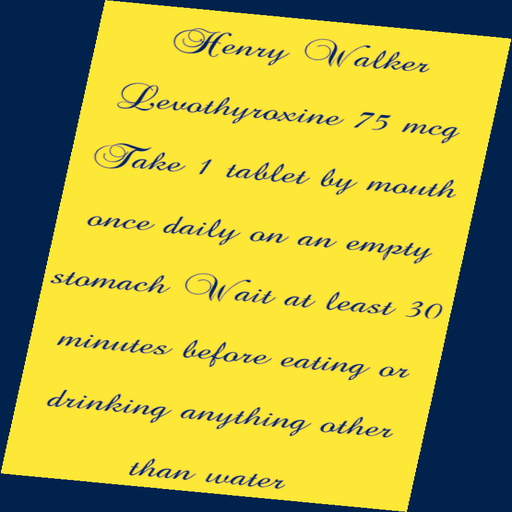 Henry Walker
Levothyroxine 75 mcg
Take 1 tablet by mouth
once daily on an empty
stomach Wait at least 30
minutes before eating or
drinking anything other
than water